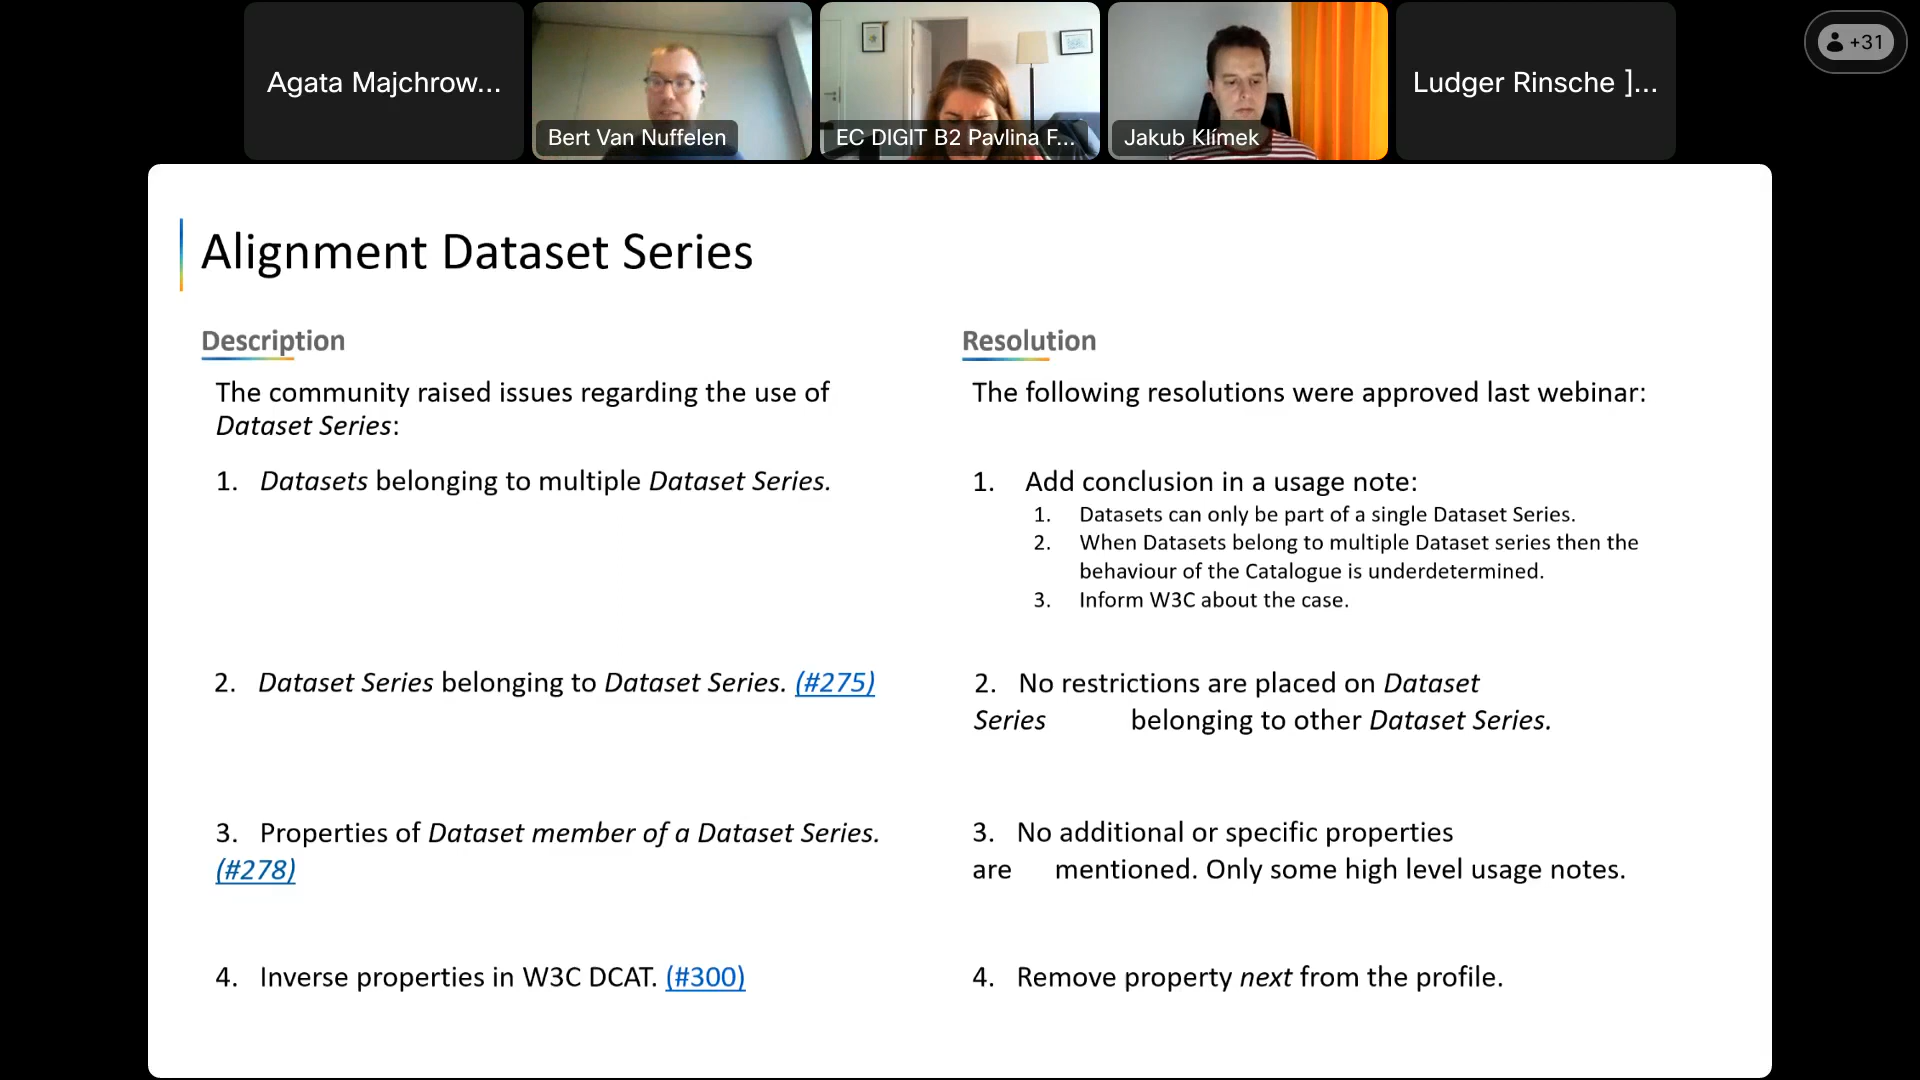 Agata Majchrow...
Bert Van Nuffelen
EC DIGIT B2 Pavlina F...
Jakub Klímek
Ludger Rinsche ]...
+31
Alignment Dataset Series
Description
The community raised issues regarding the use of
Dataset Series:
1. Datasets belonging to multiple Dataset Series.
2. Dataset Series belonging to Dataset Series. (#275)
3. Properties of Dataset member of a Dataset Series.
(#278)
4. Inverse properties in W3C DCAT. (#300)
Resolution
The following resolutions were approved last webinar:
1. Add conclusion in a usage note:
1. Datasets can only be part of a single Dataset Series.
2. When Datasets belong to multiple Dataset series then the
behaviour of the Catalogue is underdetermined.
3. Inform W3C about the case.
2. No restrictions are placed on Dataset
Series belonging to other Dataset Series.
3. No additional or specific properties
are mentioned. Only some high level usage notes.
4. Remove property next from the profile.